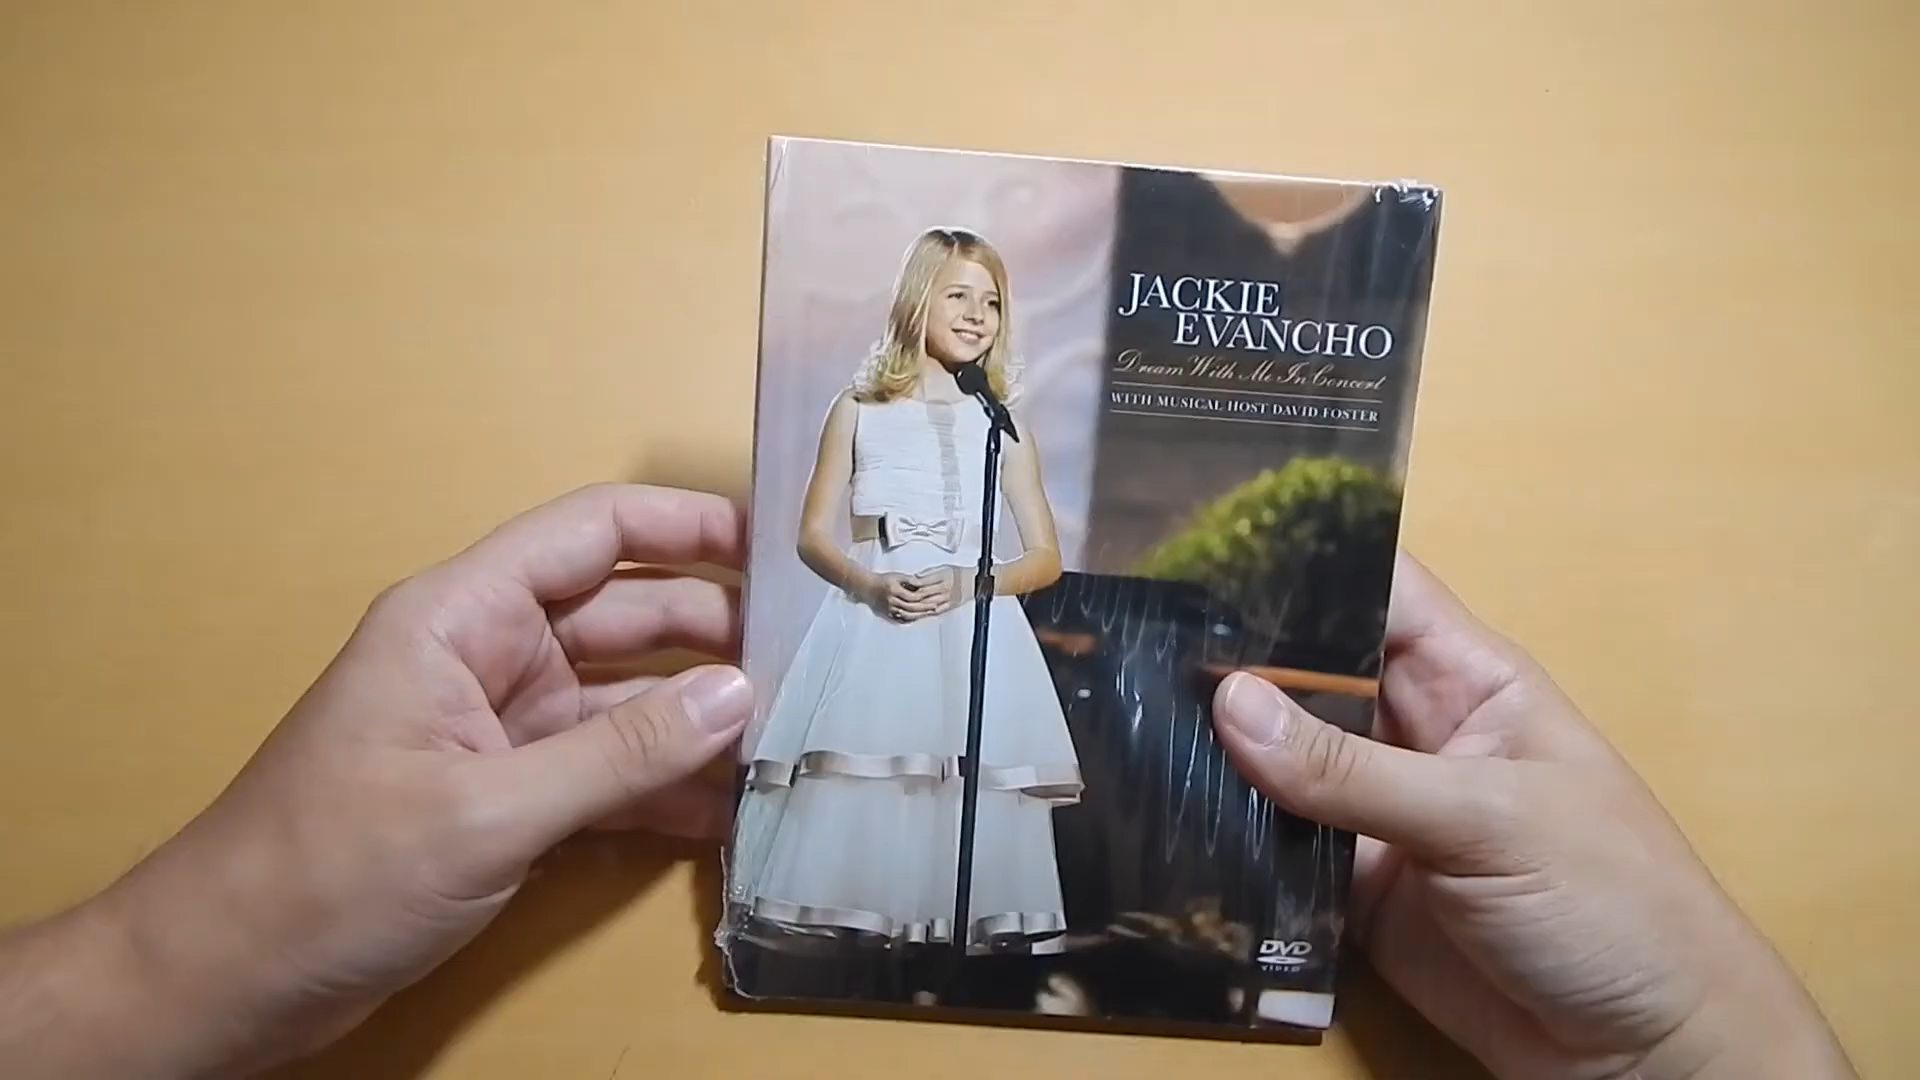 JACKIE
EVANCHO
Dream With Me In Concert
WITH MUSICAL HOST DAVID FOSTER
DVD
VIDEO